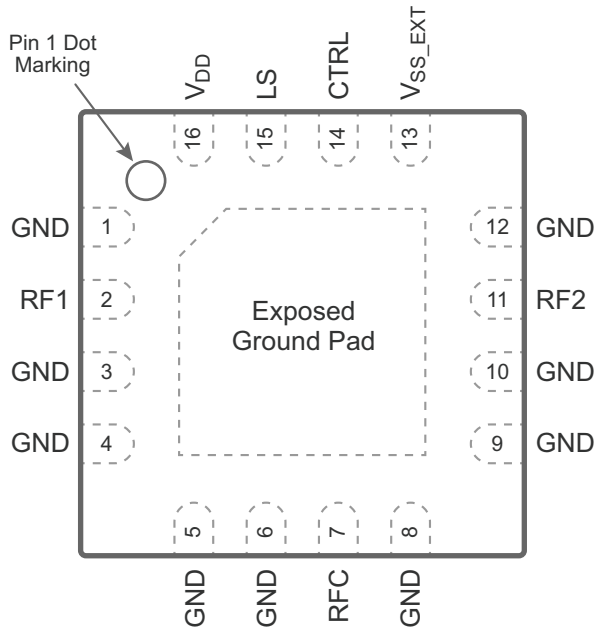 Pin 1 Dot
Marking
VDD
LS
CTRL
VSS_EXT
16
15
14
13
GND 1
12 GND
RF1 2
11 RF2
Exposed
Ground Pad
GND 3
10 GND
GND 4
9 GND
5
6
7
8
GND
GND
RFC
GND